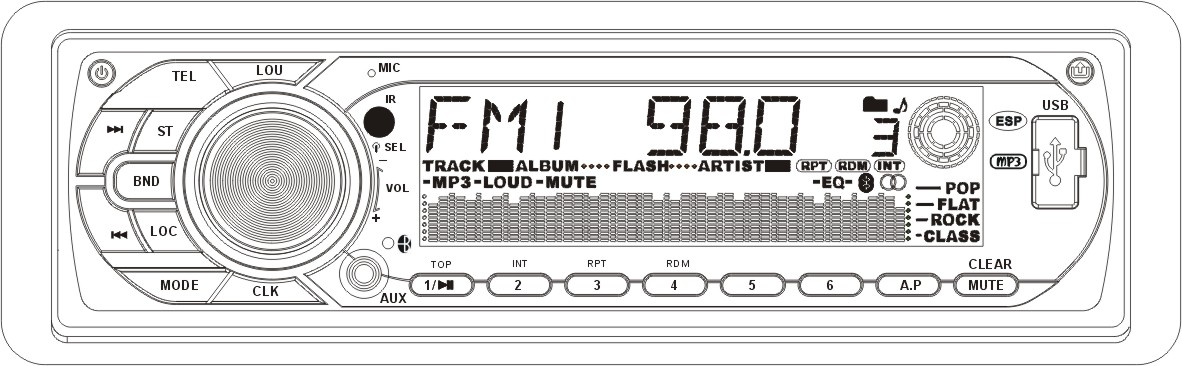 TEL
LOU
MIC
IR
USB
ST
SEL
FM1 98.0 3
ESP
TRACK ALBUM FLASH ARTIST RPT RDM INT
MP3
-MP3-LOUD-MUTE -EQ-
BND
VOL
− POP
− FLAT
-ROCK
-CLASS
−
+
LOC
MODE
CLK
AUX
TOP INT RPT RDM CLEAR
1/ 2 3 4 5 6 A.P MUTE